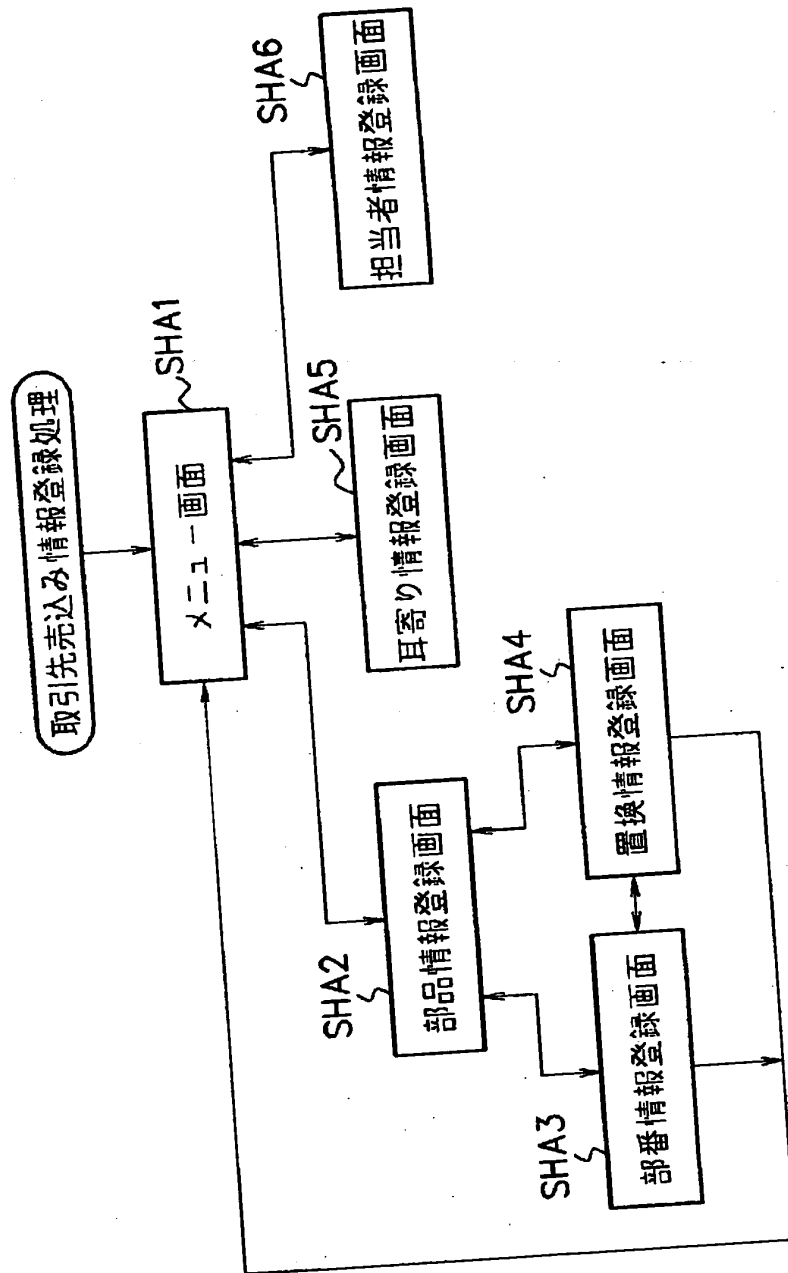 取引先売込み情報登録処理
SHA1
メニュー画面
SHA2
部品情報登録画面
SHA5
耳寄り情報登録画面
SHA6
担当者情報登録画面
SHA3
部番情報登録画面
SHA4
置換情報登録画面